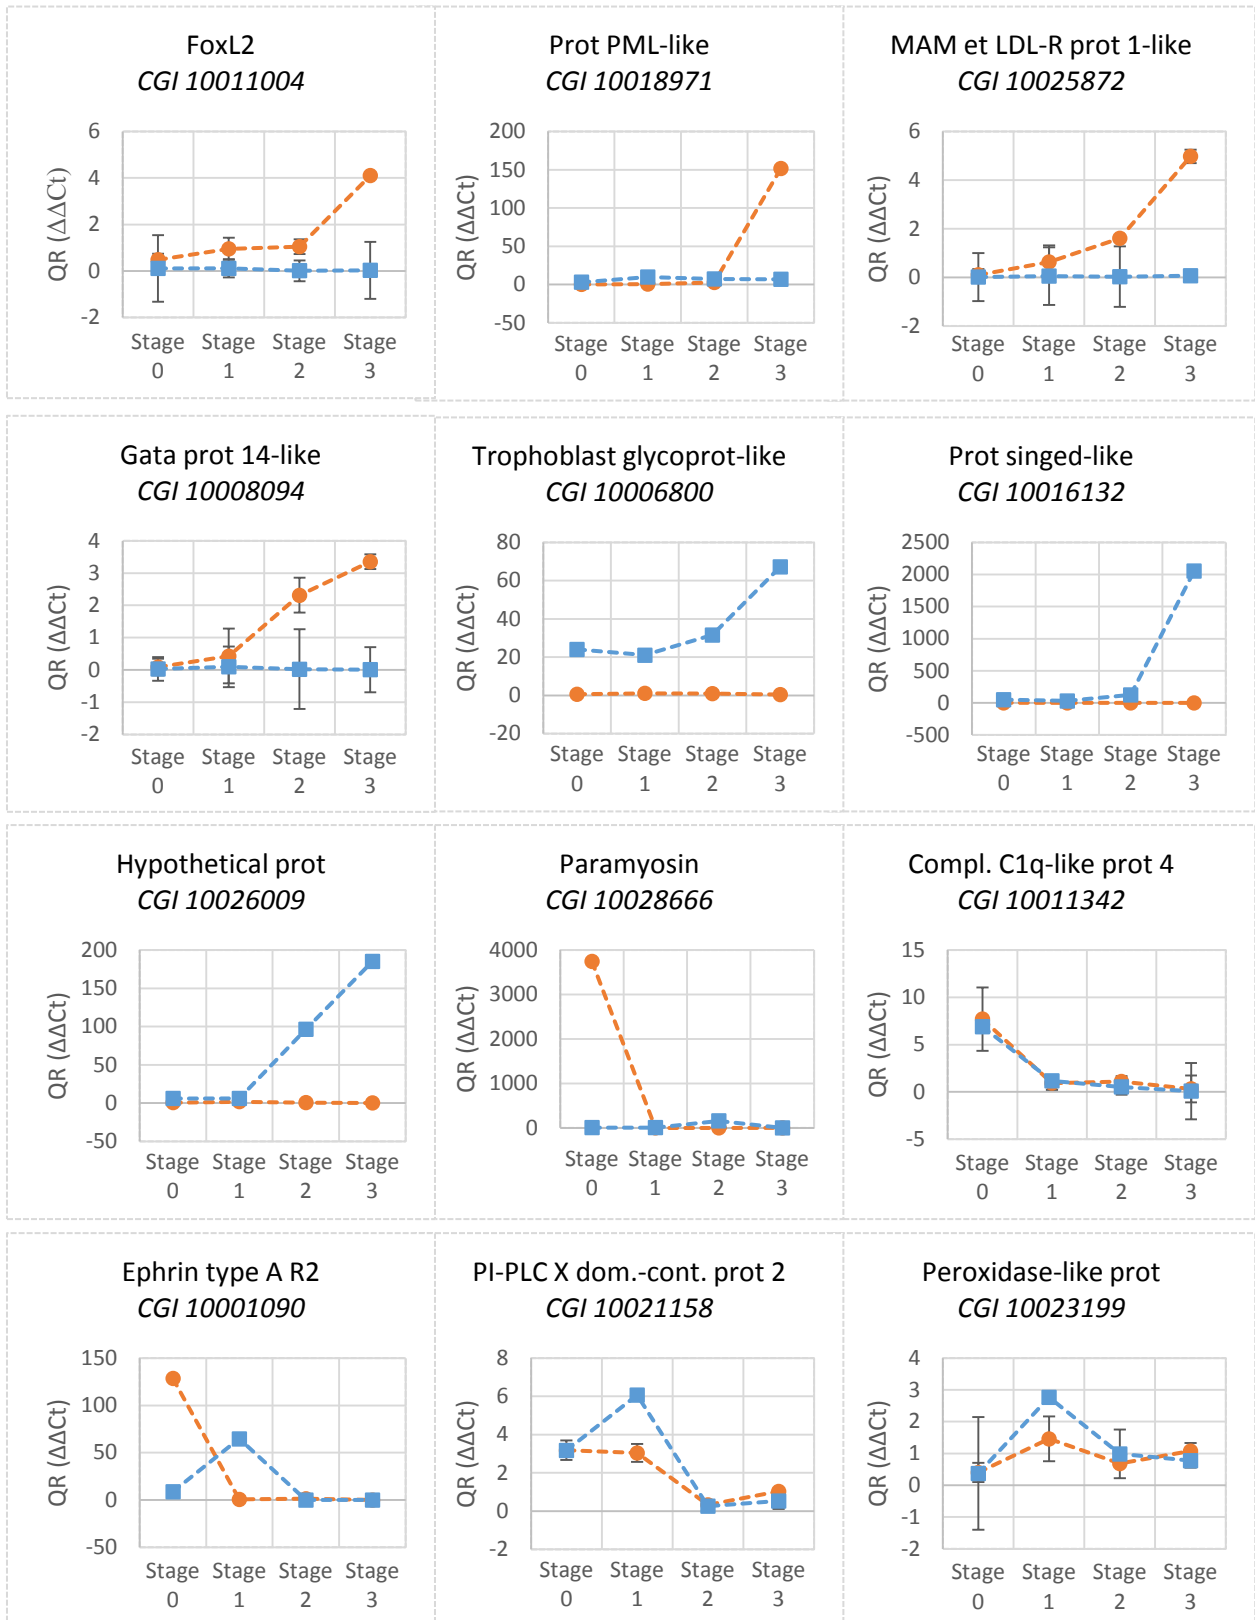 FoxL2
CGI 10011004
QR (ΔΔCt)
6
4
2
0
-2
Stage 0
Stage 1
Stage 2
Stage 3
Prot PML-like
CGI 10018971
QR (ΔΔCt)
200
150
100
50
0
-50
Stage 0
Stage 1
Stage 2
Stage 3
MAM et LDL-R prot 1-like
CGI 10025872
QR (ΔΔCt)
6
4
2
0
-2
Stage 0
Stage 1
Stage 2
Stage 3
Gata prot 14-like
CGI 10008094
QR (ΔΔCt)
4
3
2
1
0
-1
-2
Stage 0
Stage 1
Stage 2
Stage 3
Trophoblast glycoprot-like
CGI 10006800
QR (ΔΔCt)
80
60
40
20
0
-20
Stage 0
Stage 1
Stage 2
Stage 3
Prot singed-like
CGI 10016132
QR (ΔΔCt)
2500
2000
1500
1000
500
0
-500
Stage 0
Stage 1
Stage 2
Stage 3
Hypothetical prot
CGI 10026009
QR (ΔΔCt)
200
150
100
50
0
-50
Stage 0
Stage 1
Stage 2
Stage 3
Paramyosin
CGI 10028666
QR (ΔΔCt)
4000
3000
2000
1000
0
Stage 0
Stage 1
Stage 2
Stage 3
Compl. C1q-like prot 4
CGI 10011342
QR (ΔΔCt)
15
10
5
0
-5
Stage 0
Stage 1
Stage 2
Stage 3
Ephrin type A R2
CGI 10001090
QR (ΔΔCt)
150
100
50
0
-50
Stage 0
Stage 1
Stage 2
Stage 3
PI-PLC X dom.-cont. prot 2
CGI 10021158
QR (ΔΔCt)
8
6
4
2
0
-2
Stage 0
Stage 1
Stage 2
Stage 3
Peroxidase-like prot
CGI 10023199
QR (ΔΔCt)
4
3
2
1
0
-1
-2
Stage 0
Stage 1
Stage 2
Stage 3